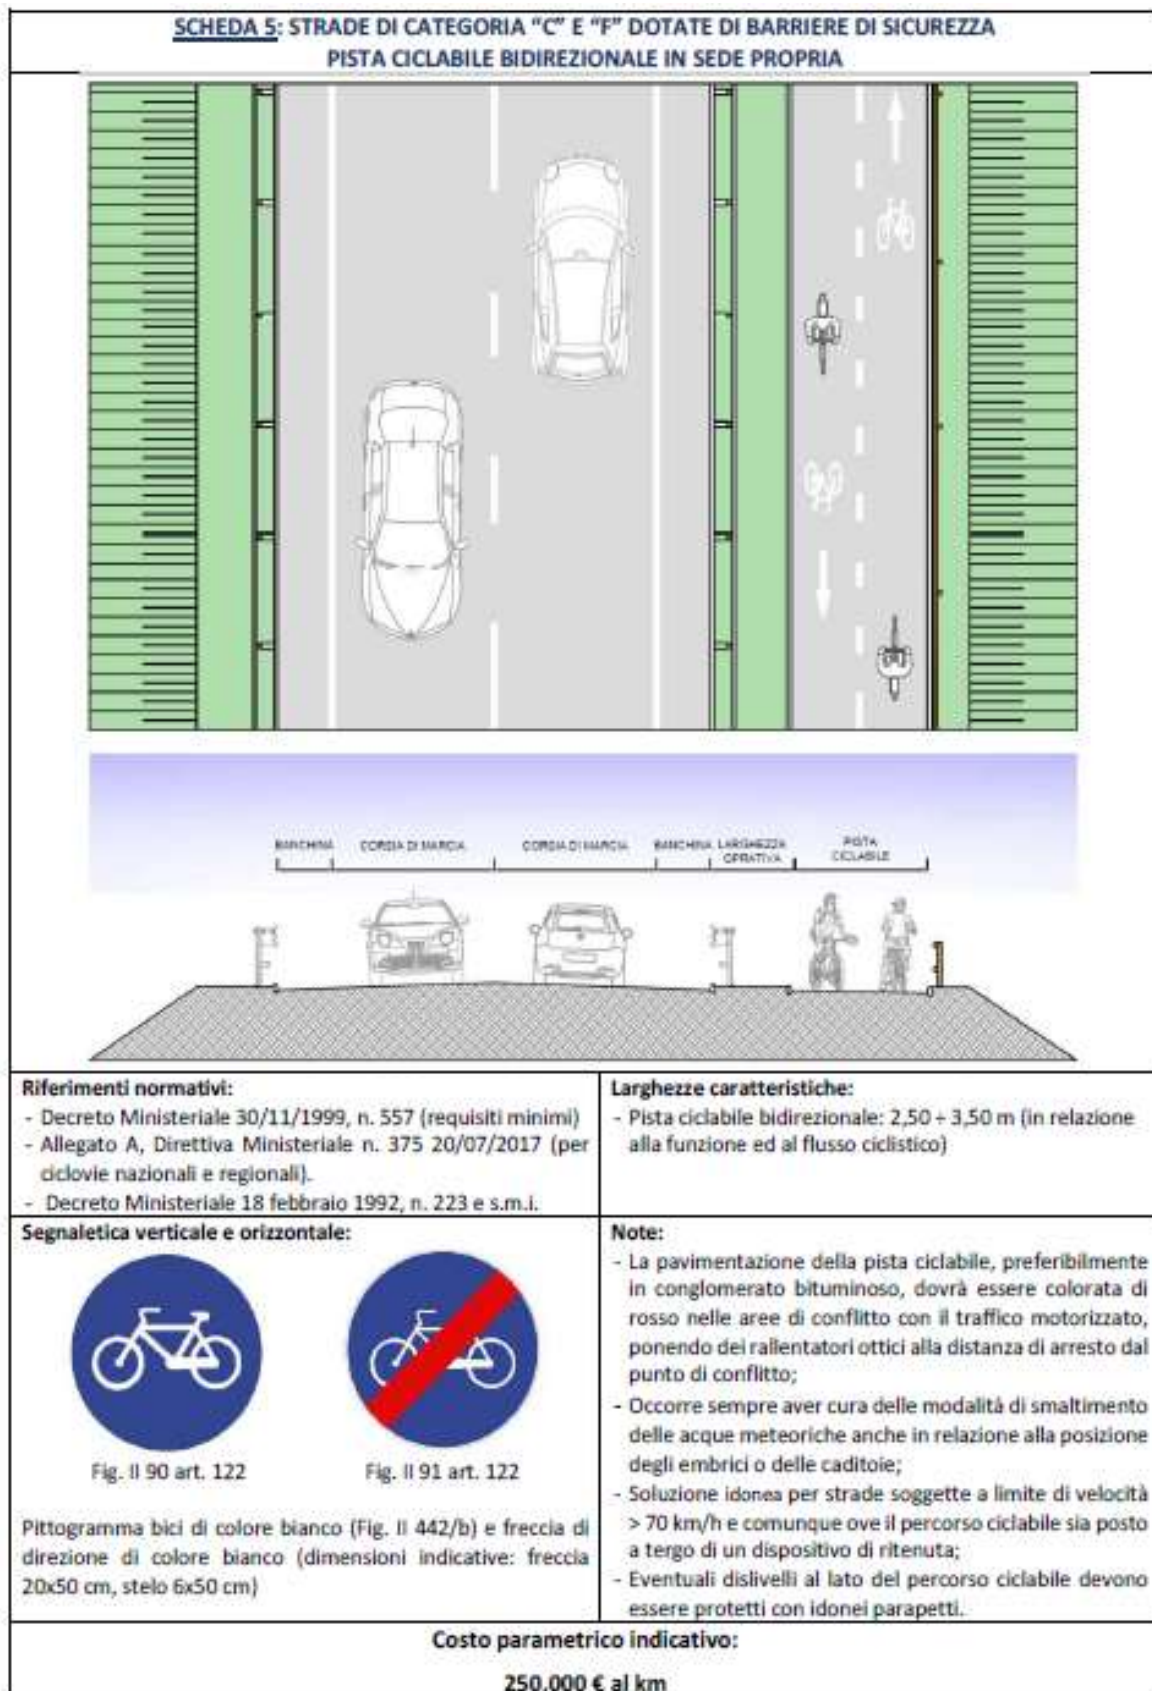 SCHEDA 5: STRADE DI CATEGORIA “C” E “F” DOTATE DI BARRIERE DI SICUREZZA
PISTA CICLABILE BIDIREZIONALE IN SEDE PROPRIA
BANCHINA
CORSIA DI MARCIA
CORSIA DI MARCIA
BANCHINA
LARGHEZZA
OPRATIVA
PISTA
CICLABILE
Riferimenti normativi:
- Decreto Ministeriale 30/11/1999, n. 557 (requisiti minimi)
- Allegato A, Direttiva Ministeriale n. 375 20/07/2017 (per
ciclovie nazionali e regionali).
- Decreto Ministeriale 18 febbraio 1992, n. 223 e s.m.i.
Larghezze caratteristiche:
- Pista ciclabile bidirezionale: 2,50 ÷ 3,50 m (in relazione
alla funzione ed al flusso ciclistico)
Segnaletica verticale e orizzontale:
Fig. II 90 art. 122
Fig. II 91 art. 122
Pittogramma bici di colore bianco (Fig. II 442/b) e freccia di
direzione di colore bianco (dimensioni indicative: freccia
20x50 cm, stelo 6x50 cm)
Note:
- La pavimentazione della pista ciclabile, preferibilmente
in conglomerato bituminoso, dovrà essere colorata di
rosso nelle aree di conflitto con il traffico motorizzato,
ponendo dei rallentatori ottici alla distanza di arresto dal
punto di conflitto;
- Occorre sempre aver cura delle modalità di smaltimento
delle acque meteoriche anche in relazione alla posizione
degli embrici o delle caditoie;
- Soluzione idonea per strade soggette a limite di velocità
> 70 km/h e comunque ove il percorso ciclabile sia posto
a tergo di un dispositivo di ritenuta;
- Eventuali dislivelli al lato del percorso ciclabile devono
essere protetti con idonei parapetti.
Costo parametrico indicativo:
250.000 € al km